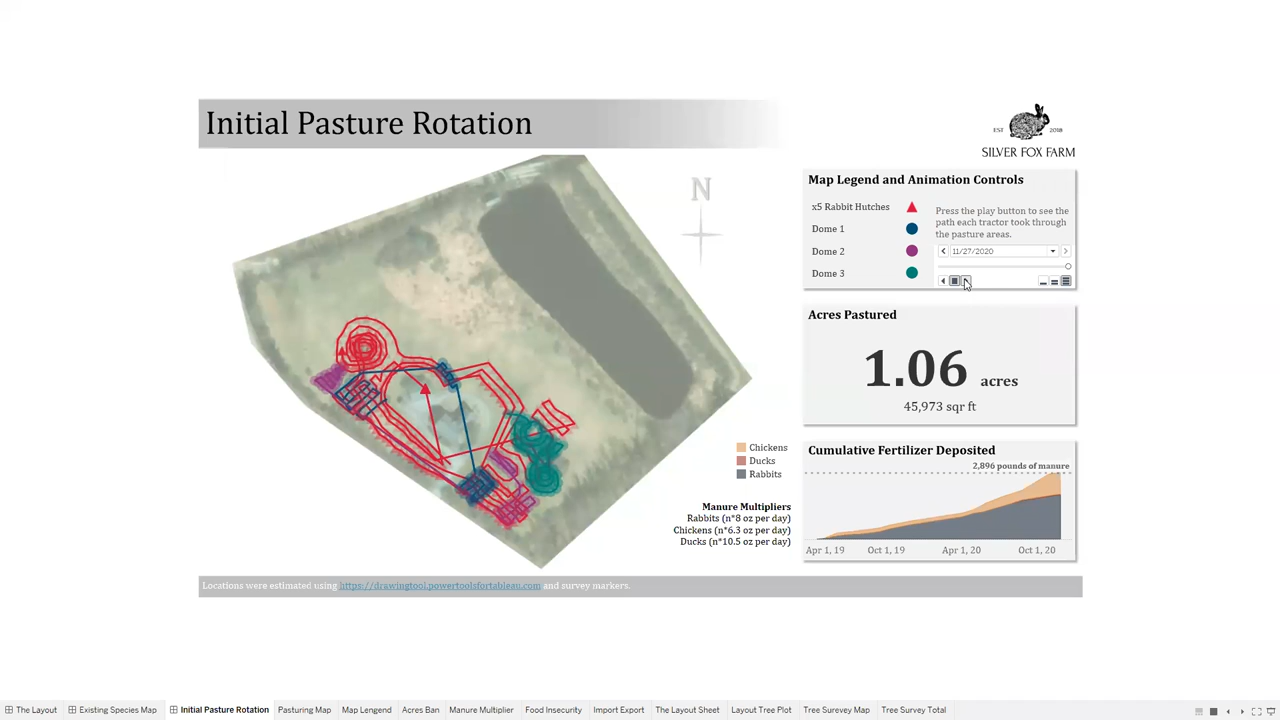 Initial Pasture Rotation
EST 2018
SILVER FOX FARM
N
Map Legend and Animation Controls
x5 Rabbit Hutches
Dome 1
Dome 2
Dome 3
Press the play button to see the
path each tractor took through
the pasture areas.
11/27/2020
Acres Pastured
1.06 acres
45,973 sqr ft
Chickens
Ducks
Rabbits
Manure Multipliers
Rabbits (n*8 oz per day)
Chickens (n*6.3 oz per day)
Ducks (n*10.5 oz per day)
Cumulative Fertilizer Deposited
2,896 pounds of manure
Apr 1, 19 Oct 1, 19 Apr 1, 20 Oct 1, 20
Locations were estimated using https://drawingtool.powertoolsfortableau.com and survey markers.
The Layout Existing Species Map Initial Pasture Rotation Pasturing Map Map Lengend Acres Ban Manure Multiplier Food Insecurity Import Export The Layout Sheet Layout Tree Plot Tree Surevey Map Tree Survey Total